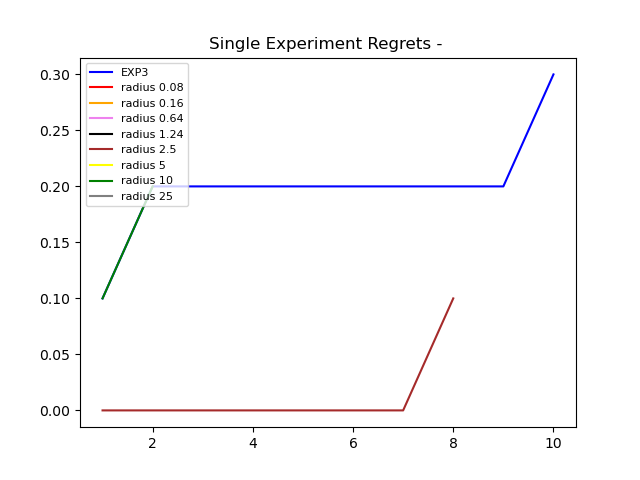 Single Experiment Regrets -
0.30
0.25
0.20
0.15
0.10
0.05
0.00
EXP3
radius 0.08
radius 0.16
radius 0.64
radius 1.24
radius 2.5
radius 5
radius 10
radius 25
2 4 6 8 10